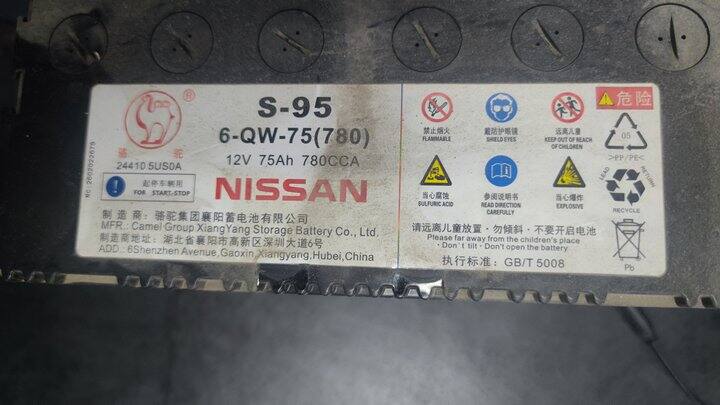 骆 驼
®
24410 5US0A
起停车辆用
FOR START-STOP
S-95
6-QW-75(780)
12V 75Ah 780CCA
NISSAN
制造商：骆驼集团襄阳蓄电池有限公司
MFR.: Camel Group XiangYang Storage Battery Co., Ltd.
制造地址：湖北省襄阳市高新区深圳大道6号
ADD.: 6Shenzhen Avenue,Gaoxin,Xiangyang,Hubei,China
禁止烟火
FLAMMABLE
戴防护眼镜
SHIELD EYES
远离儿童
KEEP OUT OF REACH
OF CHILDREN
当心腐蚀
SULFURIC ACID
参阅说明书
READ DIRECTION
CAREFULLY
当心爆炸
EXPLOSIVE
请远离儿童放置·勿倾斜·不要开启电池
Please far away from the children's place
·Don't tilt ·Don't open the battery
执行标准：GB/T 5008
危险
05
>PP/PE<
RECYCLE
Pb